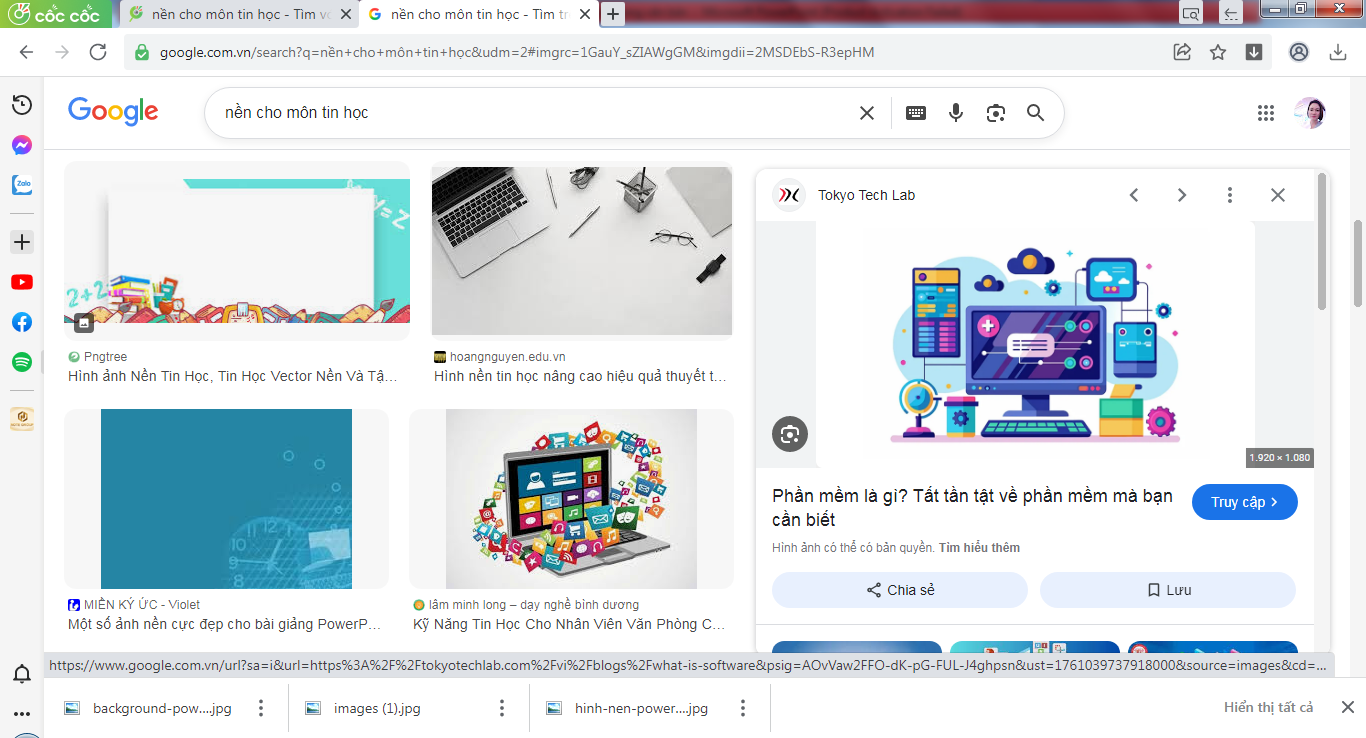 cốc cốc
nền cho môn tin học - Tìm vớ
nền cho môn tin học - Tìm tr
google.com.vn/search?q=nền+cho+môn+tin+học&udm=2#imgrc=1GauY_sZIAWgGM&imgdii=2MSDEbS-R3epHM
Google
nền cho môn tin học
Zalo
2+2
Pngtree
Hình ảnh Nền Tin Học, Tin Học Vector Nền Và Tậ...
hoangnguyen.edu.vn
Hình nền tin học nâng cao hiệu quả thuyết t...
MIỀN KÝ ỨC - Violet
Một số ảnh nền cực đẹp cho bài giảng PowerP...
lâm minh long – dạy nghề bình dương
Kỹ Năng Tin Học Cho Nhân Viên Văn Phòng C...
Tokyo Tech Lab
1.920 × 1.080
Phần mềm là gì? Tất tần tật về phần mềm mà bạn
cần biết
Truy cập
Hình ảnh có thể có bản quyền. Tìm hiểu thêm
Chia sẻ
Lưu
https://www.google.com.vn/url?sa=i&url=https%3A%2F%2Ftokyotechlab.com%2Fvi%2Fblogs%2Fwhat-is-software&psig=AOvVaw2FFO-dK-pG-FUL-J4ghpsn&ust=1761039737918000&source=images&cd=...
background-pow....jpg
images (1).jpg
hinh-nen-power....jpg
Hiển thị tất cả